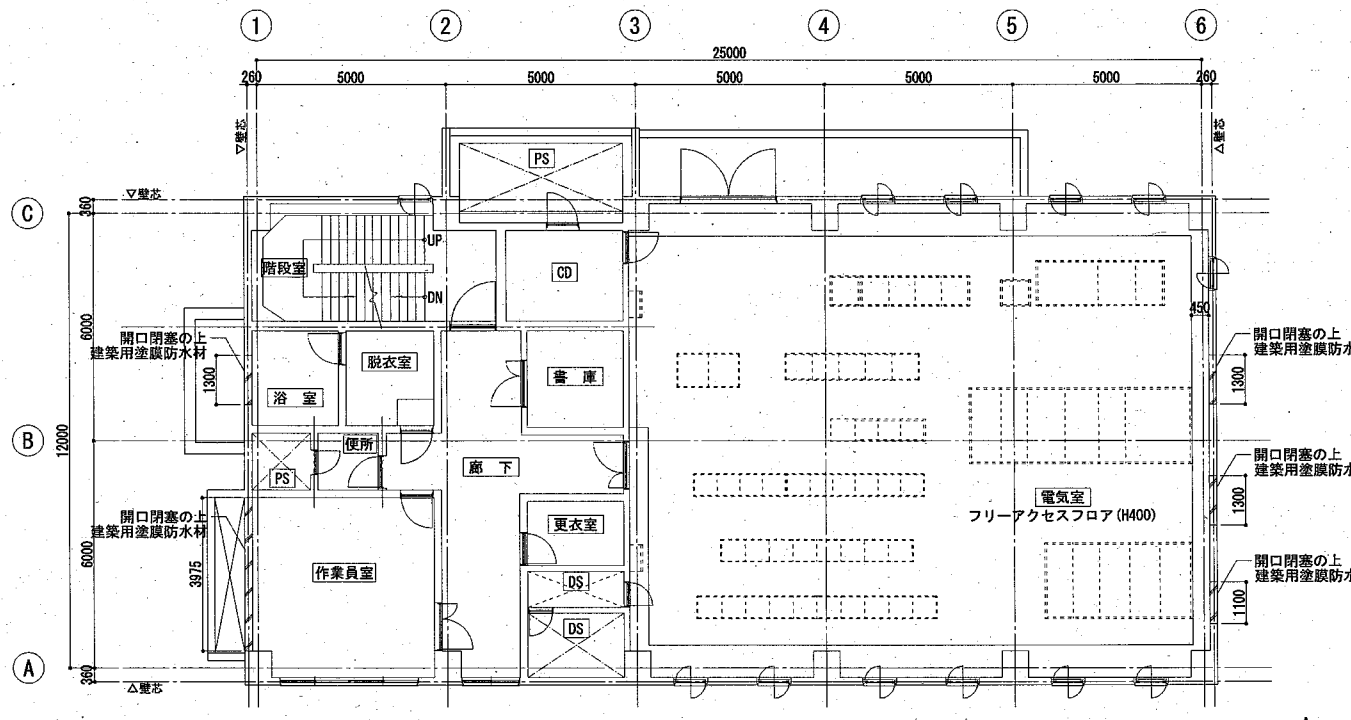 1 2 3 4 5 6
25000
260 5000 5000 5000 5000 5000 260
▽壁芯
△壁芯
▽壁芯
PS
C
360
UP
階段室
CD
DN
450
6000
開口閉塞の上
建築用塗膜防水材
1300
脱衣室
書 庫
浴 室
開口閉塞の上
建築用塗膜防水
1300
B
12000
便所
廊 下
PS
開口閉塞の上
建築用塗膜防水
1300
電気室
フリーアクセスフロア(H400)
開口閉塞の上
建築用塗膜防水材
更衣室
6000
3975
作業員室
DS
DS
開口閉塞の上
建築用塗膜防水
1100
A
360
△壁芯